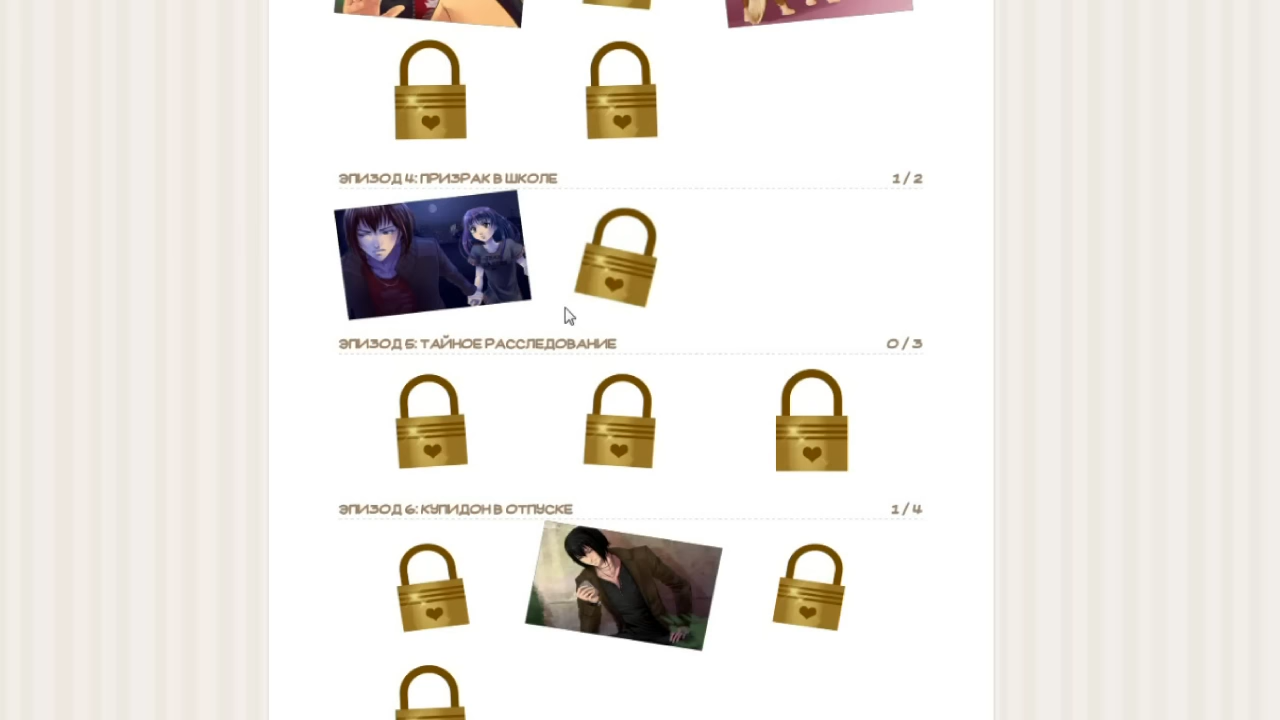 ЭПИЗОД 4: ПРИЗРАК В ШКОЛЕ 1 / 2
ЭПИЗОД 5: ТАЙНОЕ РАССЛЕДОВАНИЕ 0 / 3
ЭПИЗОД 6: КУПИДОН В ОТПУСКЕ 1 / 4